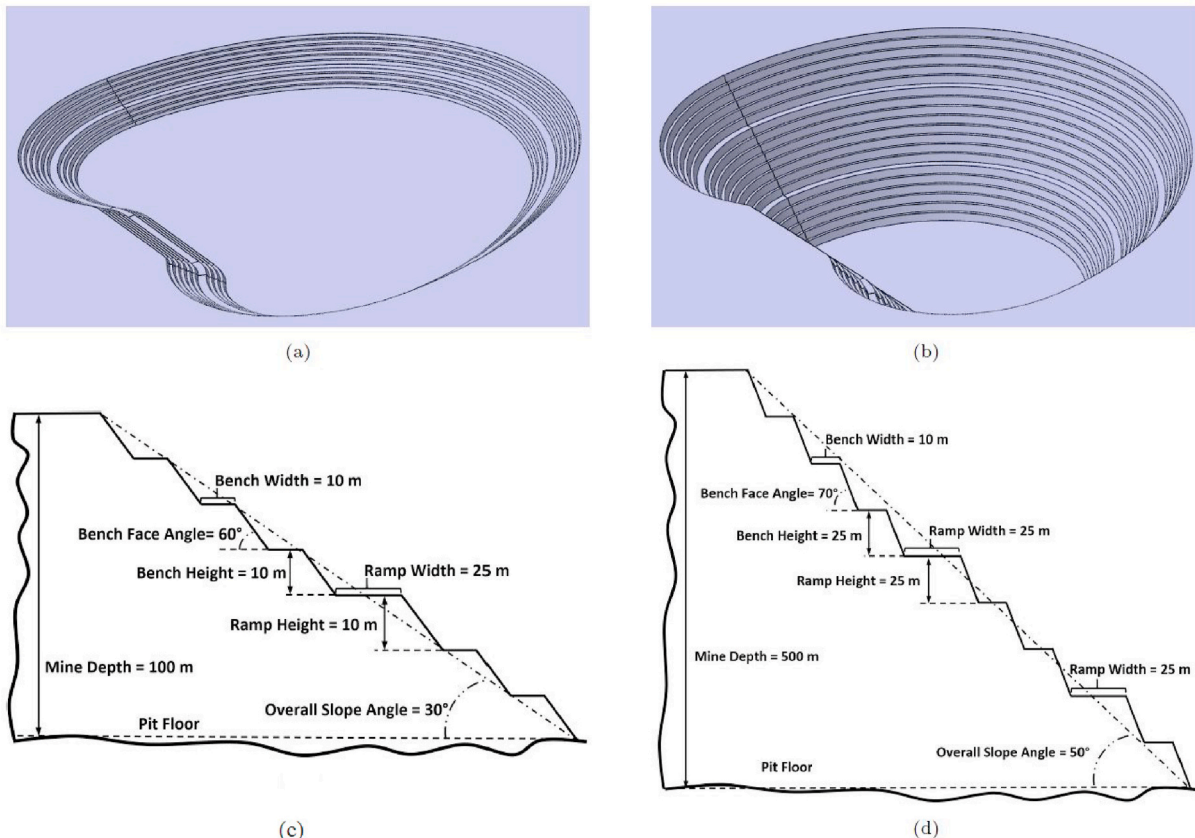 (a)
(b)
Bench Width = 10 m
Bench Face Angle= 60°
Bench Height = 10 m
Ramp Width = 25 m
Ramp Height = 10 m
Mine Depth = 100 m
Overall Slope Angle = 30°
Pit Floor
(c)
Bench Width = 10 m
Bench Face Angle= 70°
Ramp Width = 25 m
Bench Height = 25 m
Ramp Height = 25 m
Mine Depth = 500 m
Ramp Width = 25 m
Overall Slope Angle = 50°
Pit Floor
(d)